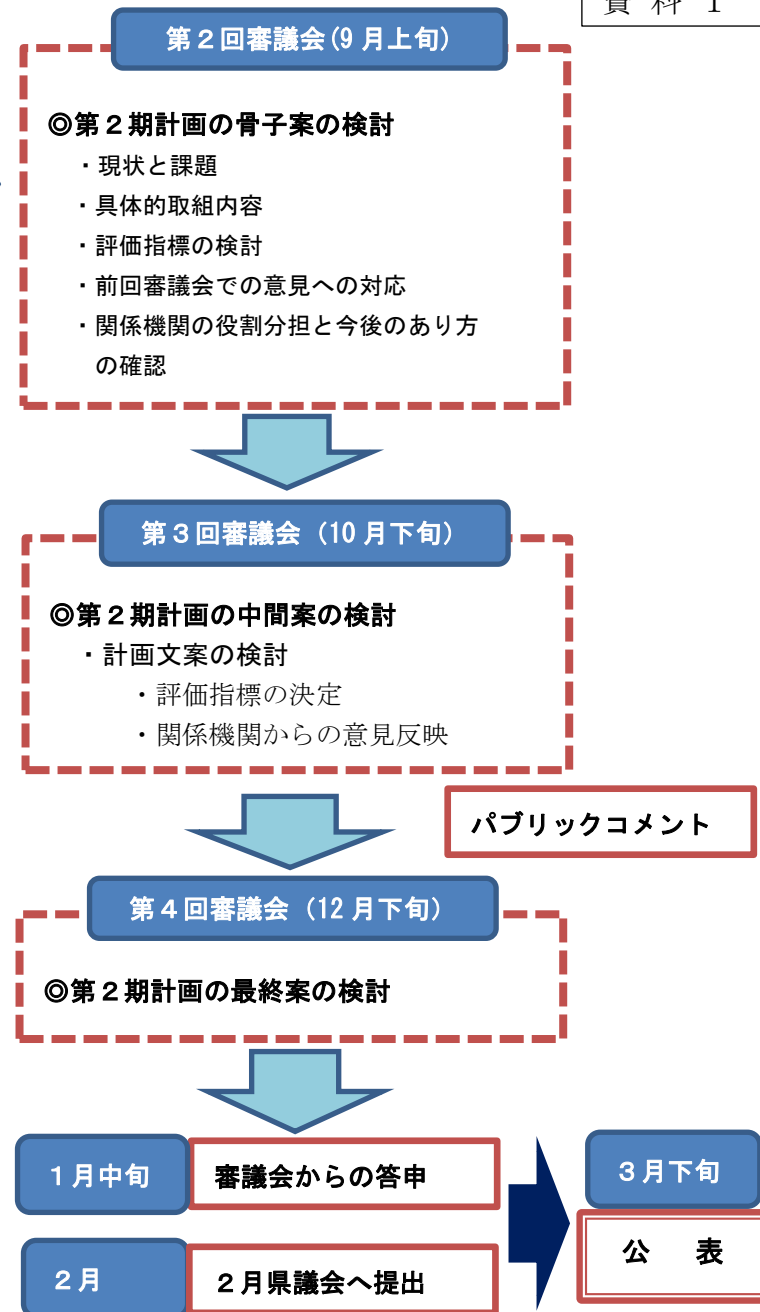 資料１
第２回審議会(9月上旬)
◎第２期計画の骨子案の検討
・現状と課題
・具体的取組内容
・評価指標の検討
・前回審議会での意見への対応
・関係機関の役割分担と今後のあり方
の確認
第３回審議会（10月下旬）
◎第２期計画の中間案の検討
・計画文案の検討
・評価指標の決定
・関係機関からの意見反映
パブリックコメント
第４回審議会（12月下旬）
◎第２期計画の最終案の検討
１月中旬
審議会からの答申
３月下旬
公　表
２月
２月県議会へ提出